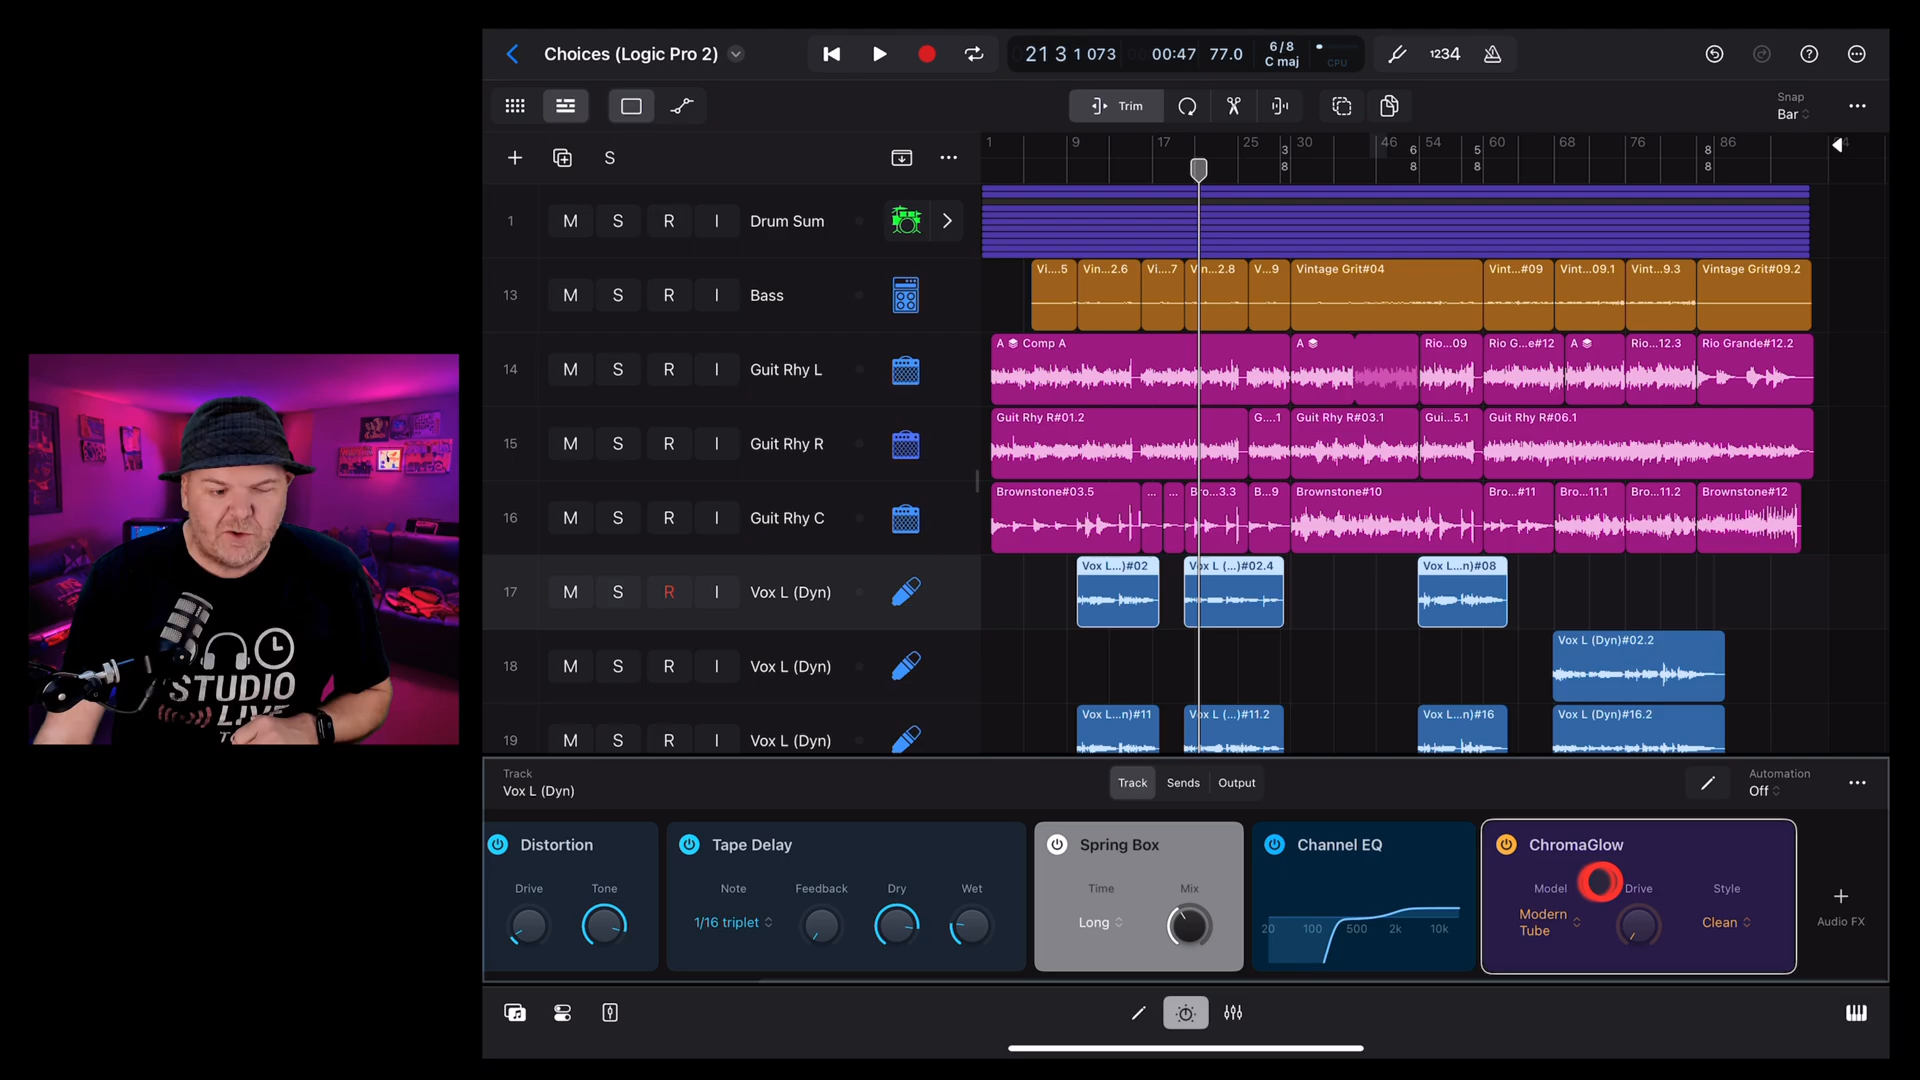 Choices (Logic Pro 2)
21 3 1 073
00:47
77.0
6/8
C maj
CPU
1234
Trim
Snap
Bar
S
1
9
17
25
3
8
30
46
6
8
54
5
8
60
68
76
8
8
86
1
M
S
R
I
Drum Sum
13
M
S
R
I
Bass
Vi....5
Vin...2.6
Vi....7
Vin...2.8
V...9
Vintage Grit#04
Vint...#09
Vint...09.1
Vint...9.3
Vintage Grit#09.2
14
M
S
R
I
Guit Rhy L
A
Comp A
A
Rio...09
Rio G...e#12
A
Rio...12.3
Rio Grande#12.2
15
M
S
R
I
Guit Rhy R
Guit Rhy R#01.2
G....1
Guit Rhy R#03.1
Gui...5.1
Guit Rhy R#06.1
16
M
S
R
I
Guit Rhy C
Brownstone#03.5
...
...
Bro...3.3
B...9
Brownstone#10
Bro...#11
Bro...11.1
Bro...11.2
Brownstone#12
17
M
S
R
I
Vox L (Dyn)
Vox L...)#02
Vox L (...)#02.4
Vox L...n)#08
18
M
S
R
I
Vox L (Dyn)
Vox L (Dyn)#02.2
19
M
S
R
I
Vox L (Dyn)
Vox L...n)#11
Vox L (...)#11.2
Vox L...n)#16
Vox L (Dyn)#16.2
STUDIO
LIVE
Track
Vox L (Dyn)
Track
Sends
Output
Automation
Off
Distortion
Drive
Tone
Tape Delay
Note
Feedback
Dry
Wet
1/16 triplet
Spring Box
Time
Mix
Long
Channel EQ
20
100
500
2k
10k
ChromaGlow
Model
Drive
Style
Modern
Tube
Clean
Audio FX